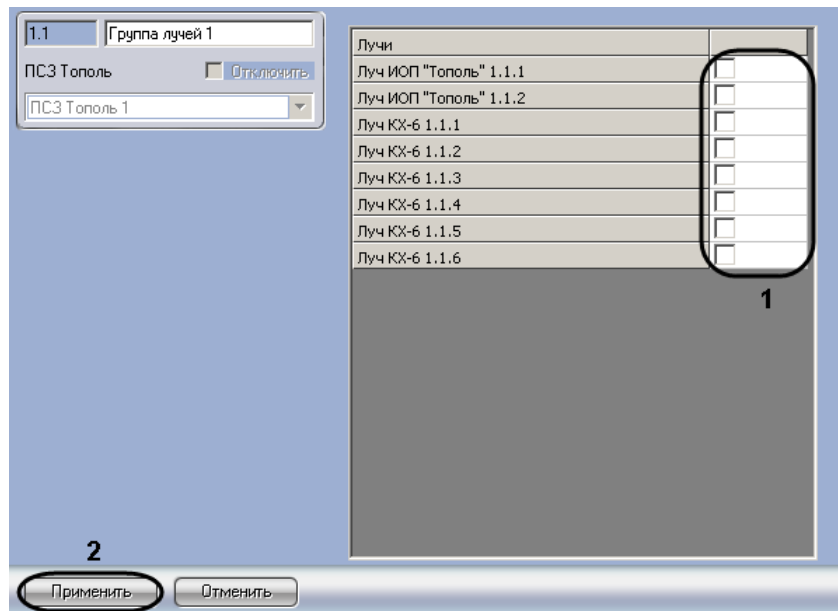 1.1 Группа лучей 1
ПСЗ Тополь Отключить
ПСЗ Тополь 1
Лучи
Луч ИОП "Тополь" 1.1.1
Луч ИОП "Тополь" 1.1.2
Луч КХ-6 1.1.1
Луч КХ-6 1.1.2
Луч КХ-6 1.1.3
Луч КХ-6 1.1.4
Луч КХ-6 1.1.5
Луч КХ-6 1.1.6
1
2
Применить Отменить